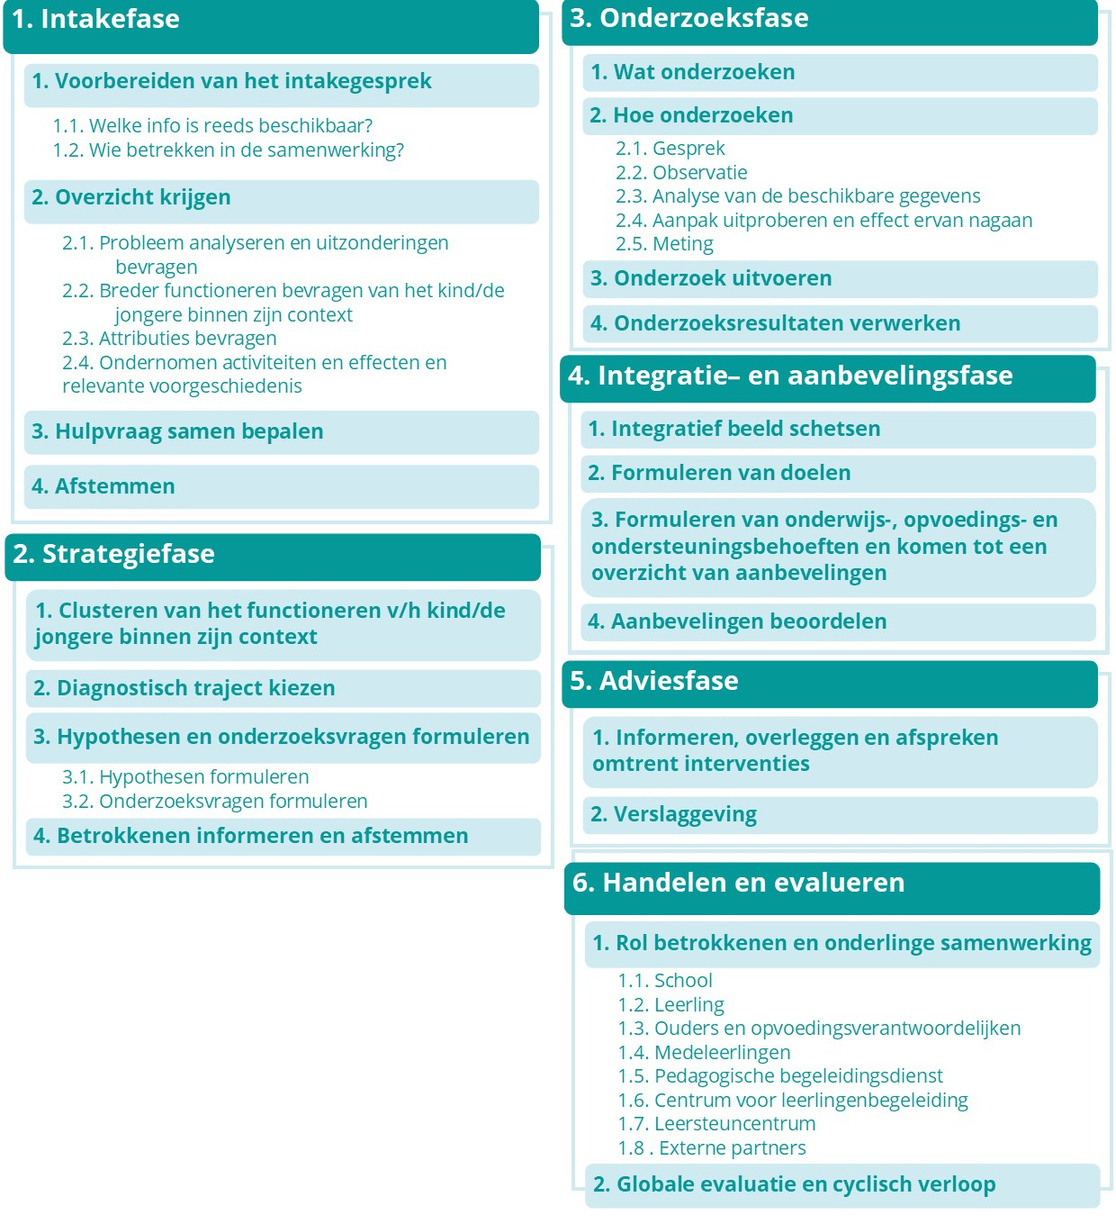 1. Intakefase
1. Voorbereiden van het intakegesprek
1.1. Welke info is reeds beschikbaar?
1.2. Wie betrekken in de samenwerking?
2. Overzicht krijgen
2.1. Probleem analyseren en uitzonderingen
bevragen
2.2. Breder functioneren bevragen van het kind/de
jongere binnen zijn context
2.3. Attributies bevragen
2.4. Ondernomen activiteiten en effecten en
relevante voorgeschiedenis
3. Hulpvraag samen bepalen
4. Afstemmen
2. Strategiefase
1. Clusteren van het functioneren v/h kind/de
jongere binnen zijn context
2. Diagnostisch traject kiezen
3. Hypothesen en onderzoeksvragen formuleren
3.1. Hypothesen formuleren
3.2. Onderzoeksvragen formuleren
4. Betrokkenen informeren en afstemmen
3. Onderzoeksfase
1. Wat onderzoeken
2. Hoe onderzoeken
2.1. Gesprek
2.2. Observatie
2.3. Analyse van de beschikbare gegevens
2.4. Aanpak uitproberen en effect ervan nagaan
2.5. Meting
3. Onderzoek uitvoeren
4. Onderzoeksresultaten verwerken
4. Integratie– en aanbevelingsfase
1. Integratief beeld schetsen
2. Formuleren van doelen
3. Formuleren van onderwijs-, opvoedings- en
ondersteuningsbehoeften en komen tot een
overzicht van aanbevelingen
4. Aanbevelingen beoordelen
5. Adviesfase
1. Informeren, overleggen en afspreken
omtrent interventies
2. Verslaggeving
6. Handelen en evalueren
1. Rol betrokkenen en onderlinge samenwerking
1.1. School
1.2. Leerling
1.3. Ouders en opvoedingsverantwoordelijken
1.4. Medeleerlingen
1.5. Pedagogische begeleidingsdienst
1.6. Centrum voor leerlingenbegeleiding
1.7. Leersteuncentrum
1.8 . Externe partners
2. Globale evaluatie en cyclisch verloop